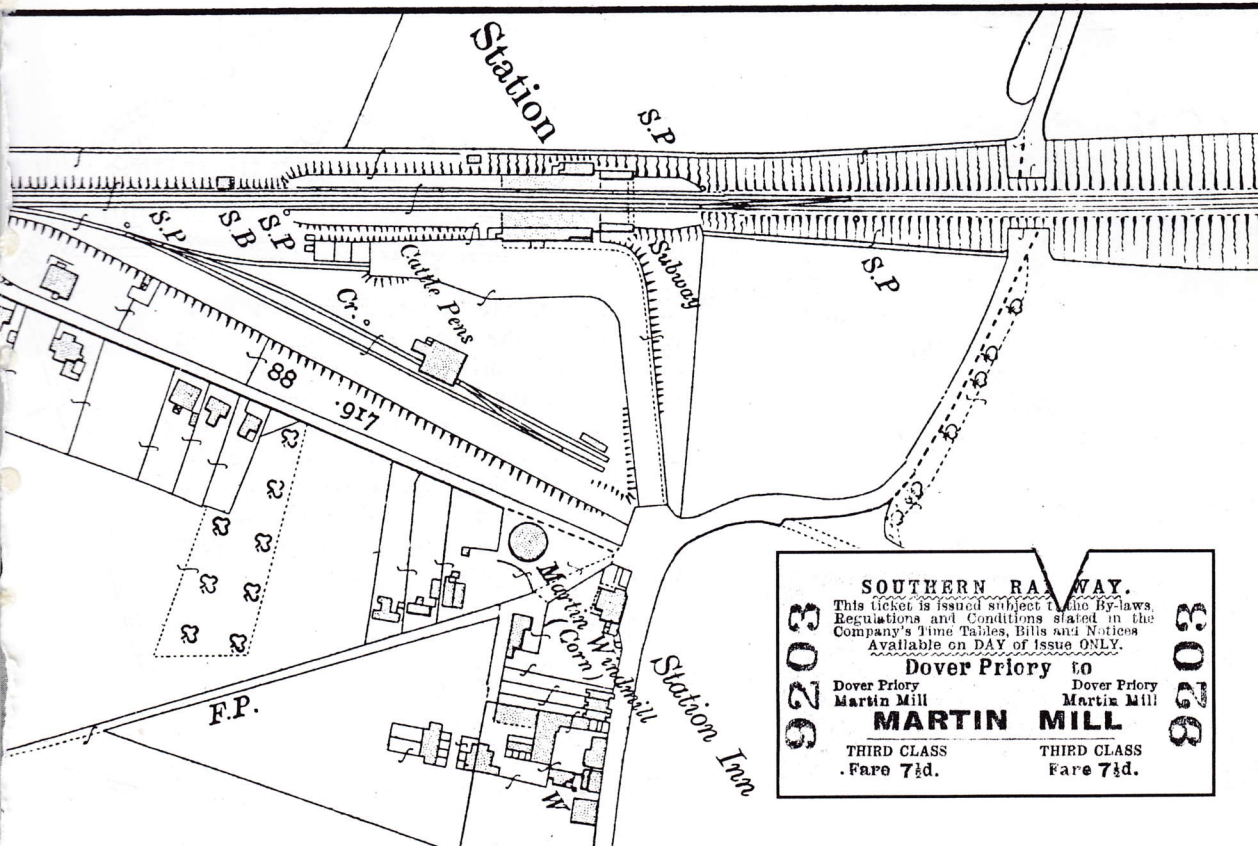 Station
S.P
S.P
S.B
S.P
Cattle Pens
Subway
S.P
Cr.
88
.416
Martin Windmill
(Corn)
Station Inn
F.P.
W
SOUTHERN RAILWAY.
This ticket is issued subject to the By-laws,
Regulations and Conditions stated in the
Company's Time Tables, Bills and Notices
Available on DAY of issue ONLY.
Dover Priory to
Dover Priory Dover Priory
Martin Mill Martin Mill
MARTIN MILL
THIRD CLASS THIRD CLASS
Fare 7½d. Fare 7½d.
9203
9203